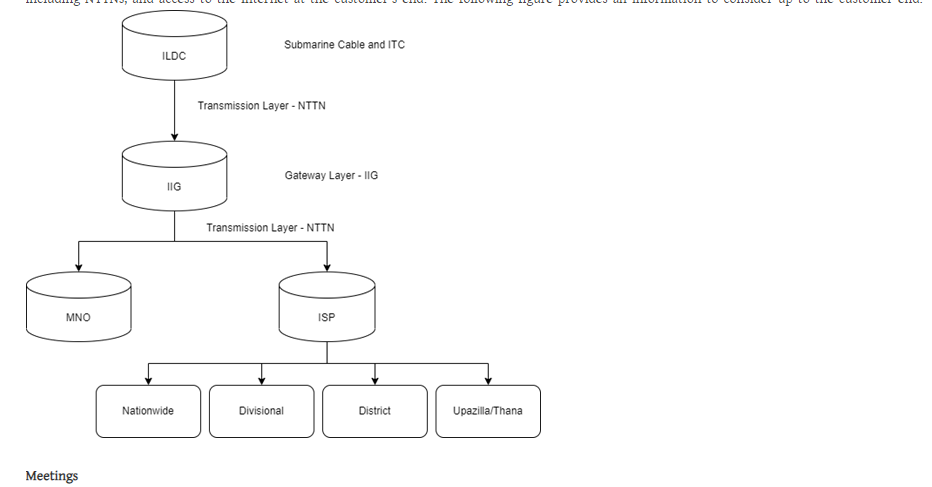 including NTTNs, and access to the internet at the customer's end. The following figure provides an information to consider up to the customer end.
ILDC
Submarine Cable and ITC
Transmission Layer - NTTN
IIG
Gateway Layer - IIG
Transmission Layer - NTTN
MNO
ISP
Nationwide
Divisional
District
Upazilla/Thana
Meetings